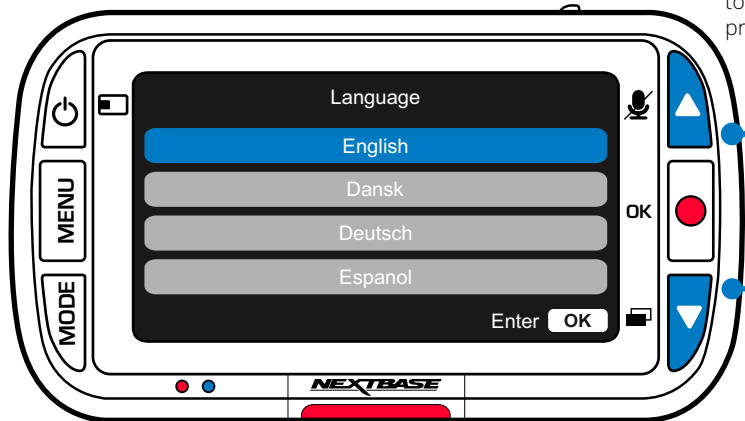 to
pr
Language
English
MENU
Dansk
OK
Deutsch
MODE
Espanol
Enter OK
NEXTBASE